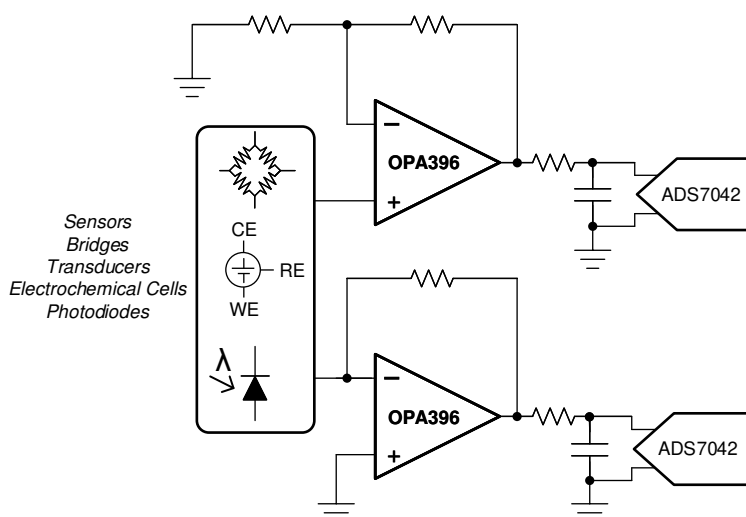 OPA396
ADS7042
Sensors
Bridges
Transducers
Electrochemical Cells
Photodiodes
CE
RE
WE
λ
OPA396
ADS7042